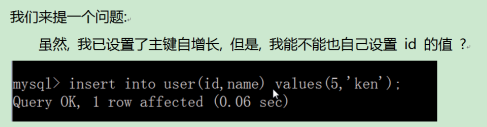 我们来提一个问题:
虽然, 我已设置了主键自增长, 但是, 我能不能也自己设置 id 的值 ?
mysql> insert into user(id,name) values(5,'ken');
Query OK, 1 row affected (0.06 sec)